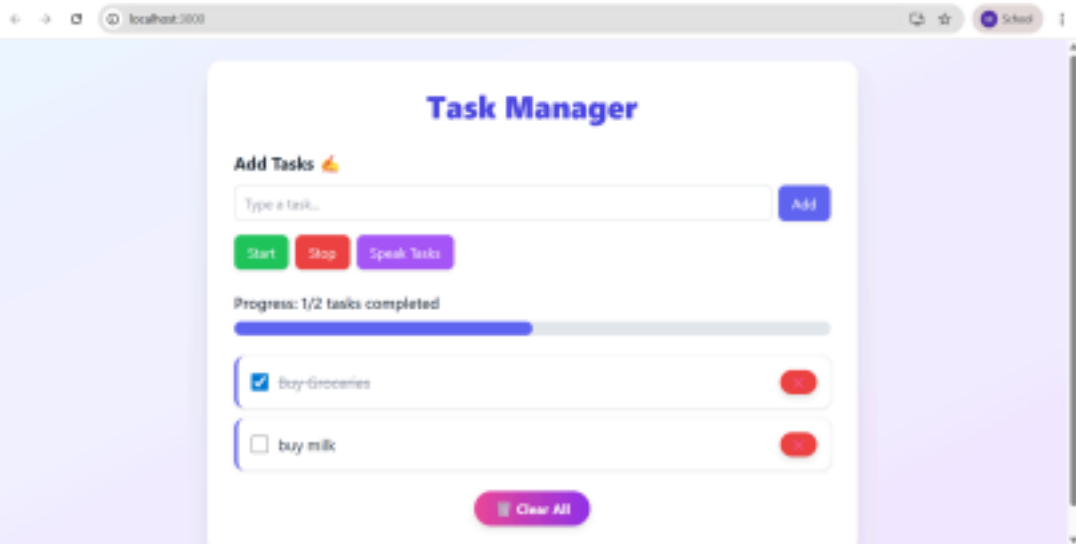 localhost:3000
School
Task Manager
Add Tasks ✍️
Type a task...
Add
Start Stop Speak Tasks
Progress: 1/2 tasks completed
Buy Groceries
buy milk
🗑️ Clear All